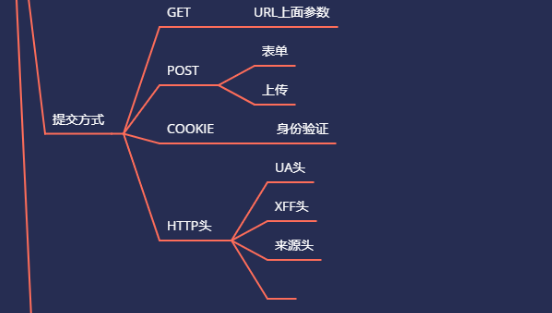 GET
URL上面参数
POST
表单
上传
提交方式
COOKIE
身份验证
HTTP头
UA头
XFF头
来源头